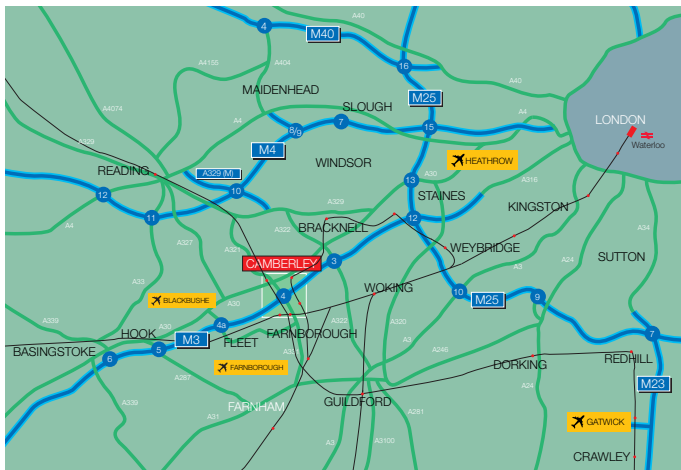 A40
4
M40
A4155
A404
16
A40
MAIDENHEAD
M25
A4074
SLOUGH
A4
8/9
7
15
A4
LONDON
Waterloo
A329
M4
HEATHROW
WINDSOR
READING
A329 (M)
A30
A316
13
10
STAINES
12
A329
KINGSTON
11
12
A4
A322
BRACKNELL
A34
A327
A321
WEYBRIDGE
A3
A24
SUTTON
CAMBERLEY
3
A33
WOKING
10
M25
9
BLACKBUSHE
A30
4
A339
A30
4a
A322
A320
HOOK
M3
FARNBOROUGH
7
BASINGSTOKE
5
FLEET
A3
A246
REDHILL
6
FARNBOROUGH
DORKING
A287
A24
M23
A339
GUILDFORD
FARNHAM
A31
A281
GATWICK
A3
A3100
CRAWLEY